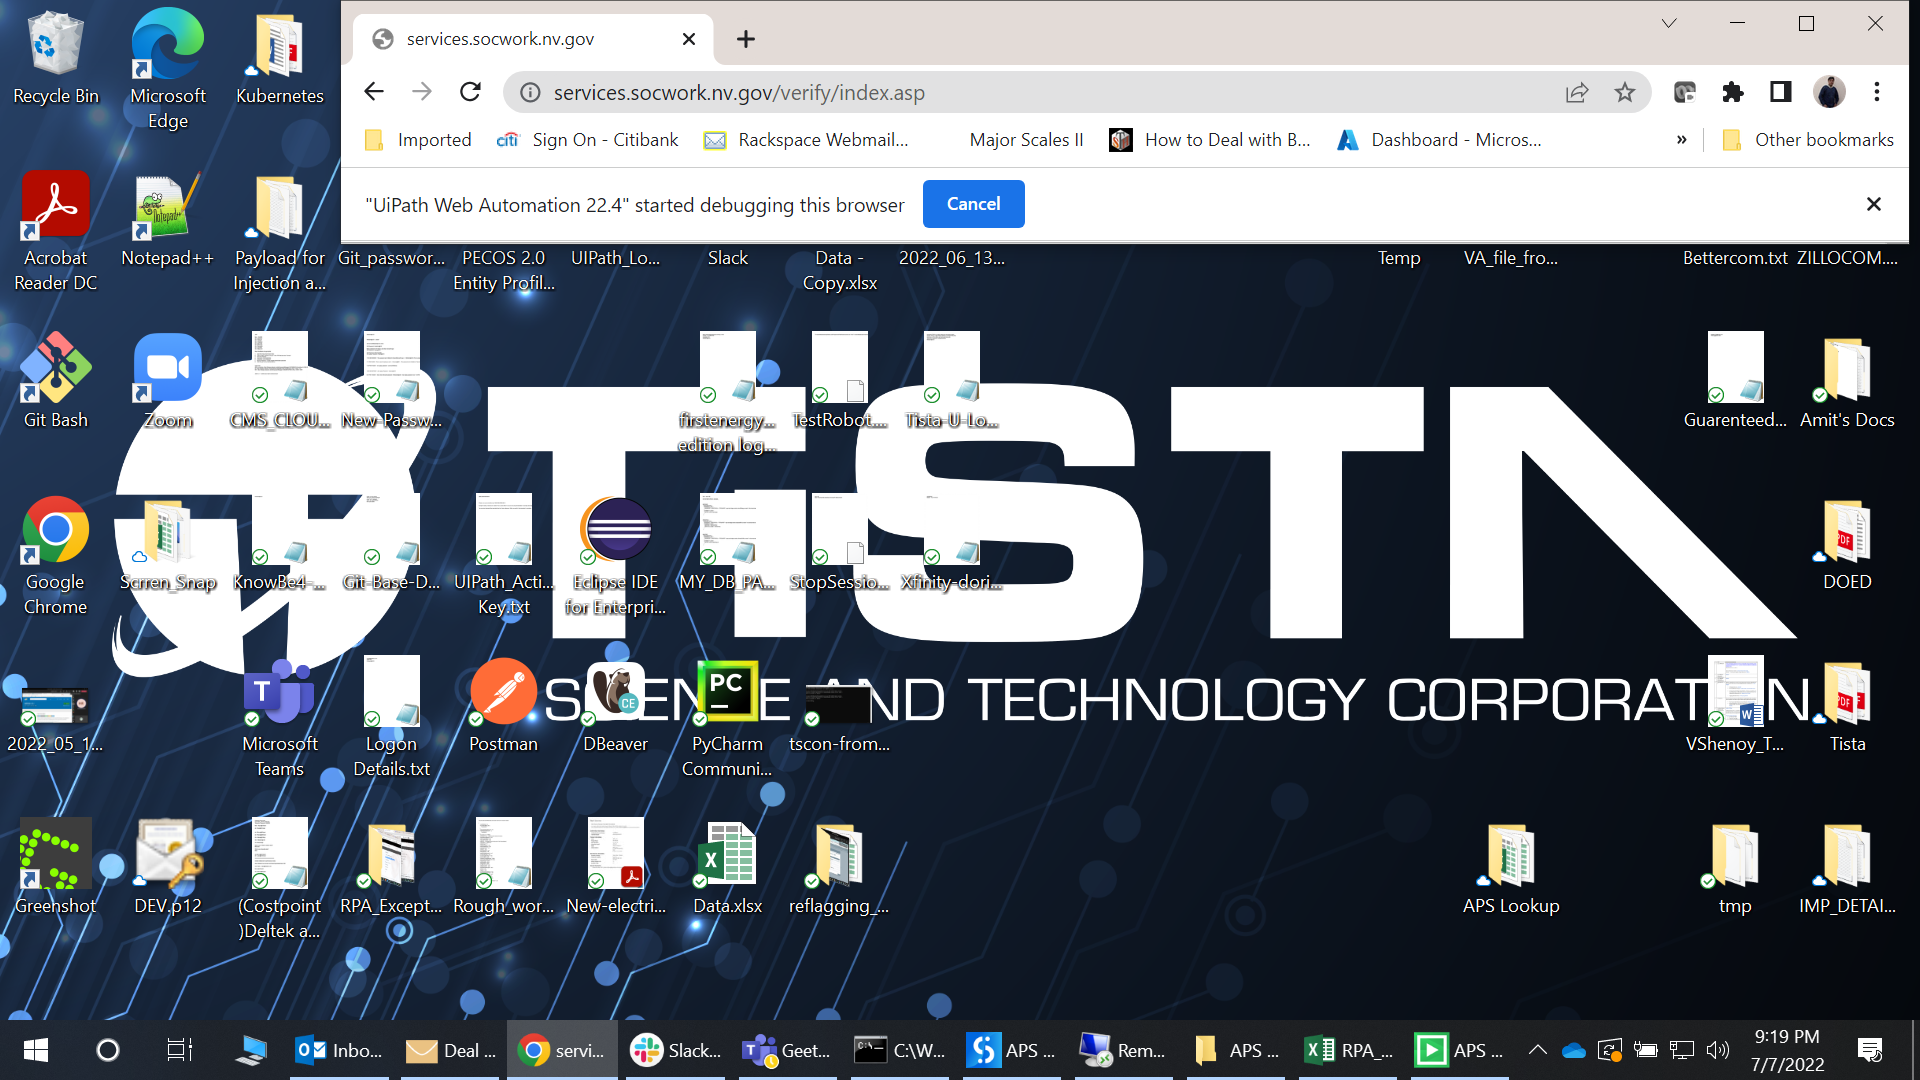 services.socwork.nv.gov
services.socwork.nv.gov/verify/index.asp
Imported
citi
Sign On - Citibank
Rackspace Webmail...
Major Scales II
How to Deal with B...
Dashboard - Micros...
»
Other bookmarks
"UiPath Web Automation 22.4" started debugging this browser
Cancel
Recycle Bin
Microsoft Edge
Kubernetes
Acrobat Reader DC
Notepad++
Payload for Injection a...
Git_passwor...
PECOS 2.0 Entity Profil...
UIPath_Lo...
Slack
Data - Copy.xlsx
2022_06_13...
Temp
VA_file_fro...
Bettercom.txt
ZILLOCOM....
Git Bash
Zoom
CMS_CLOU...
New-Passw...
firstenergy... edition log...
TestRobot....
Tista-U-Lo...
Guarenteed...
Amit's Docs
TiSTA
SCIENCE AND TECHNOLOGY CORPORATION
Google Chrome
Scrren_Snap
KnowBe4-...
Git-Base-D...
UIPath_Acti... Key.txt
Eclipse IDE for Enterpri...
MY_DB_PA...
StopSessio...
Xfinity-dori...
DOED
2022_05_1...
Microsoft Teams
Logon Details.txt
Postman
DBeaver
PyCharm Communi...
tscon-from...
VShenoy_T...
Tista
Greenshot
DEV.p12
(Costpoint )Deltek a...
RPA_Except...
Rough_wor...
New-electri...
Data.xlsx
reflagging_...
APS Lookup
tmp
IMP_DETAI...
Inbo...
Deal ...
servi...
Slack...
Geet...
C:\W...
APS ...
Rem...
APS ...
RPA_...
APS ...
9:19 PM
7/7/2022